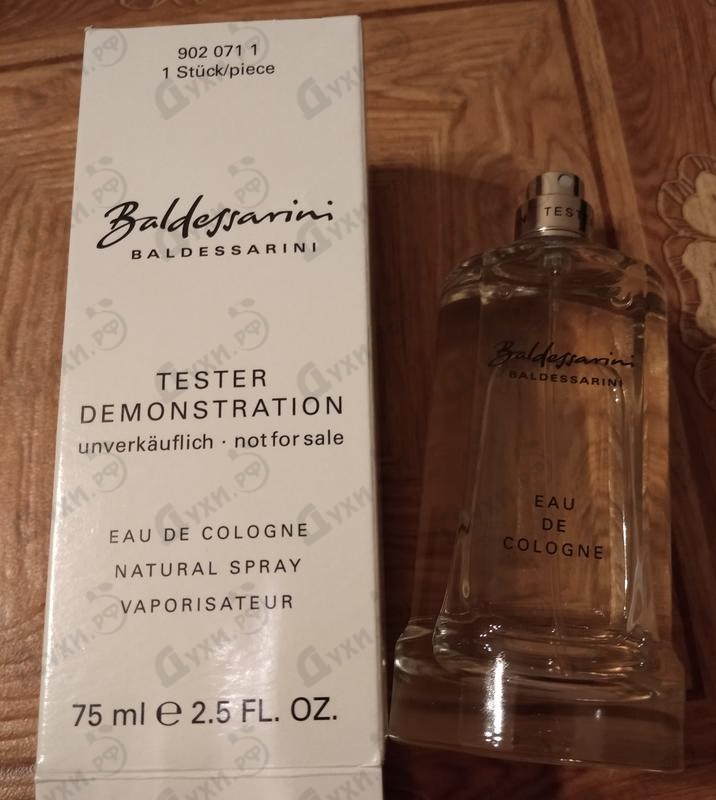 902 071 1
1 Stück/piece
Baldessarini
BALDESSARINI
TESTER
DEMONSTRATION
unverkäuflich · not for sale
EAU DE COLOGNE
NATURAL SPRAY
VAPORISATEUR
75 ml ℮ 2.5 FL. OZ.
TEST
Baldessarini
BALDESSARINI
EAU
DE
COLOGNE
Духи.рф